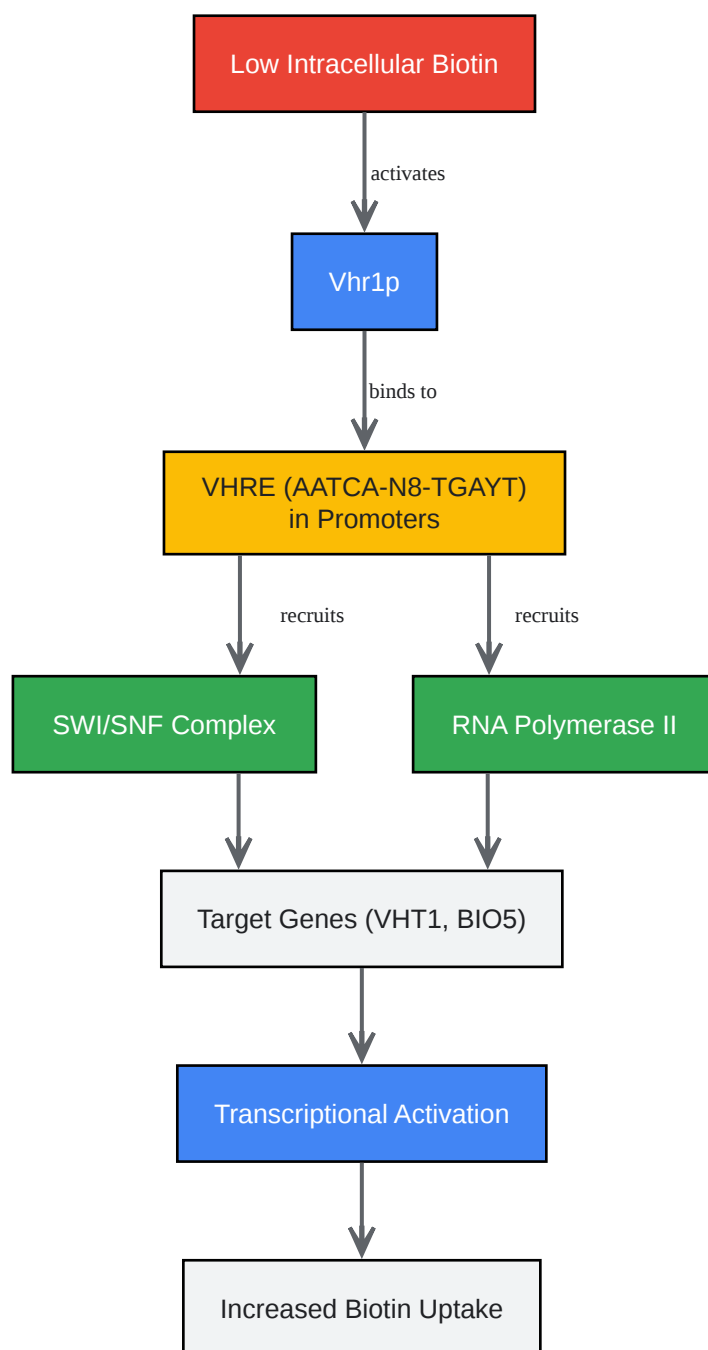 Low Intracellular Biotin
activates
Vhr1p
binds to
VHRE (AATCA-N8-TGAYT)
in Promoters
recruits
recruits
SWI/SNF Complex
RNA Polymerase II
Target Genes (VHT1, BIO5)
Transcriptional Activation
Increased Biotin Uptake